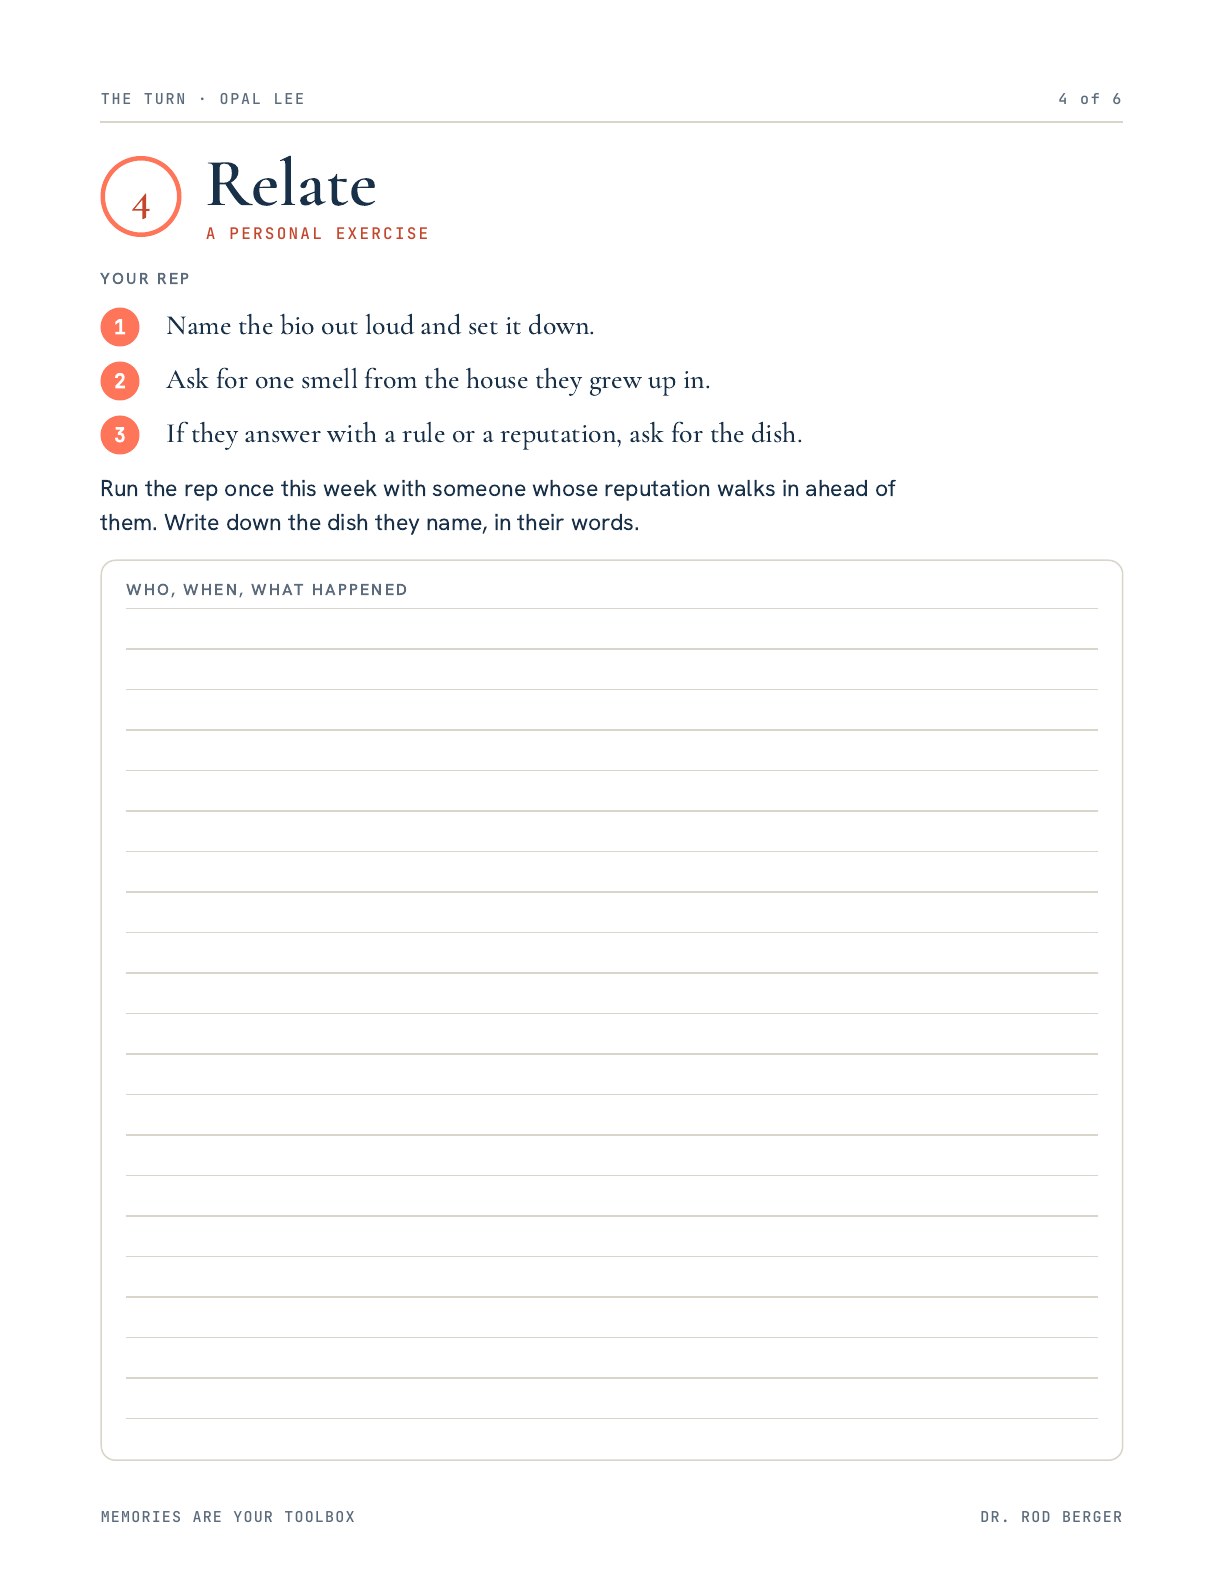 THE TURN · OPAL LEE
4 of 6
4
Relate
A PERSONAL EXERCISE
YOUR REP
1 Name the bio out loud and set it down.
2 Ask for one smell from the house they grew up in.
3 If they answer with a rule or a reputation, ask for the dish.
Run the rep once this week with someone whose reputation walks in ahead of
them. Write down the dish they name, in their words.
WHO, WHEN, WHAT HAPPENED
MEMORIES ARE YOUR TOOLBOX
DR. ROD BERGER